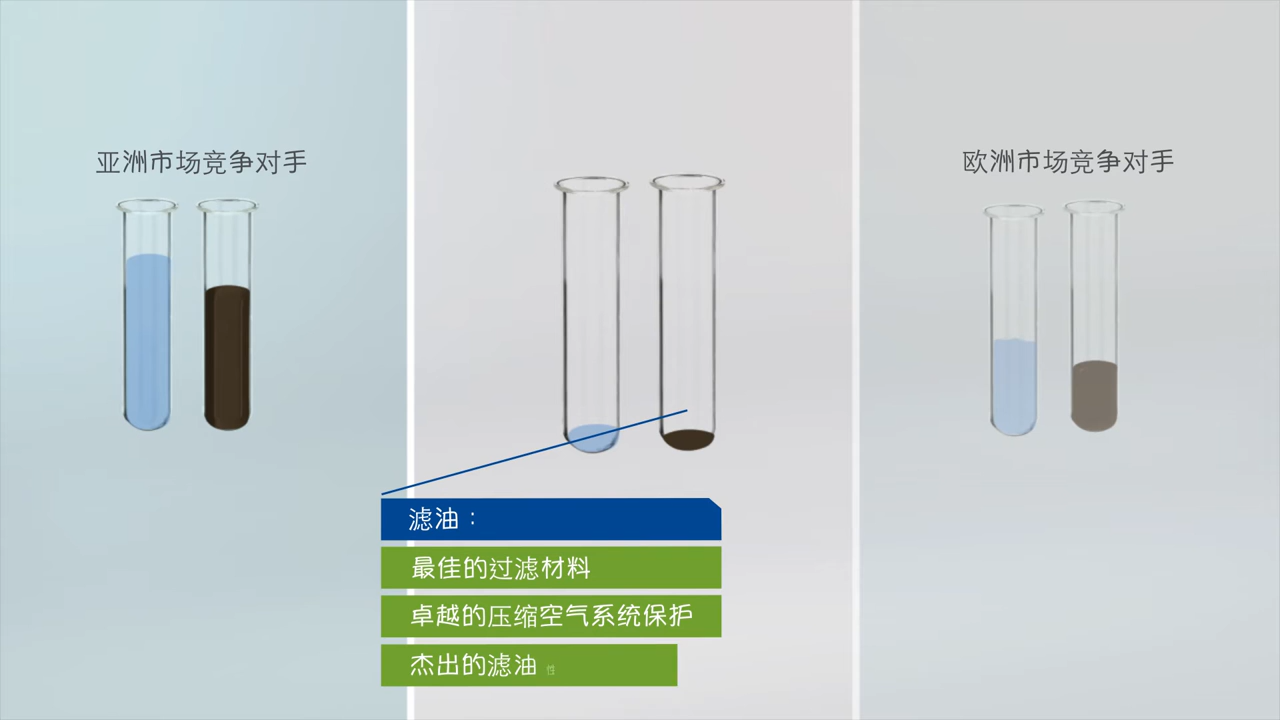 亚洲市场竞争对手
欧洲市场竞争对手
滤油：
最佳的过滤材料
卓越的压缩空气系统保护
杰出的滤油性